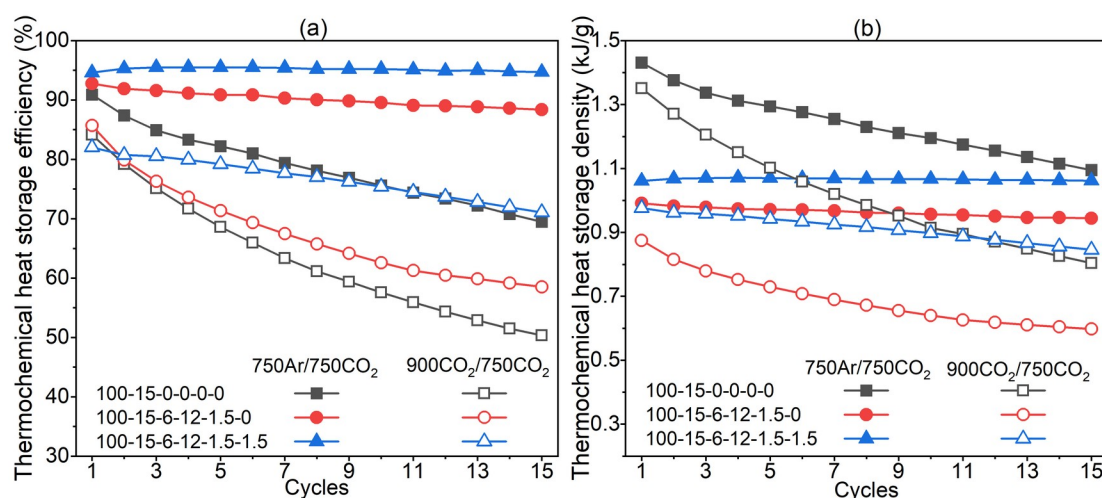 (a)
Thermochemical heat storage efficiency (%)
100
90
80
70
60
50
40
30
750Ar/750CO₂ 900CO₂/750CO₂
100-15-0-0-0-0
100-15-6-12-1.5-0
100-15-6-12-1.5-1.5
1 3 5 7 9 11 13 15
Cycles
(b)
Thermochemical heat storage density (kJ/g)
1.5
1.3
1.1
0.9
0.7
0.5
0.3
750Ar/750CO₂ 900CO₂/750CO₂
100-15-0-0-0-0
100-15-6-12-1.5-0
100-15-6-12-1.5-1.5
1 3 5 7 9 11 13 15
Cycles